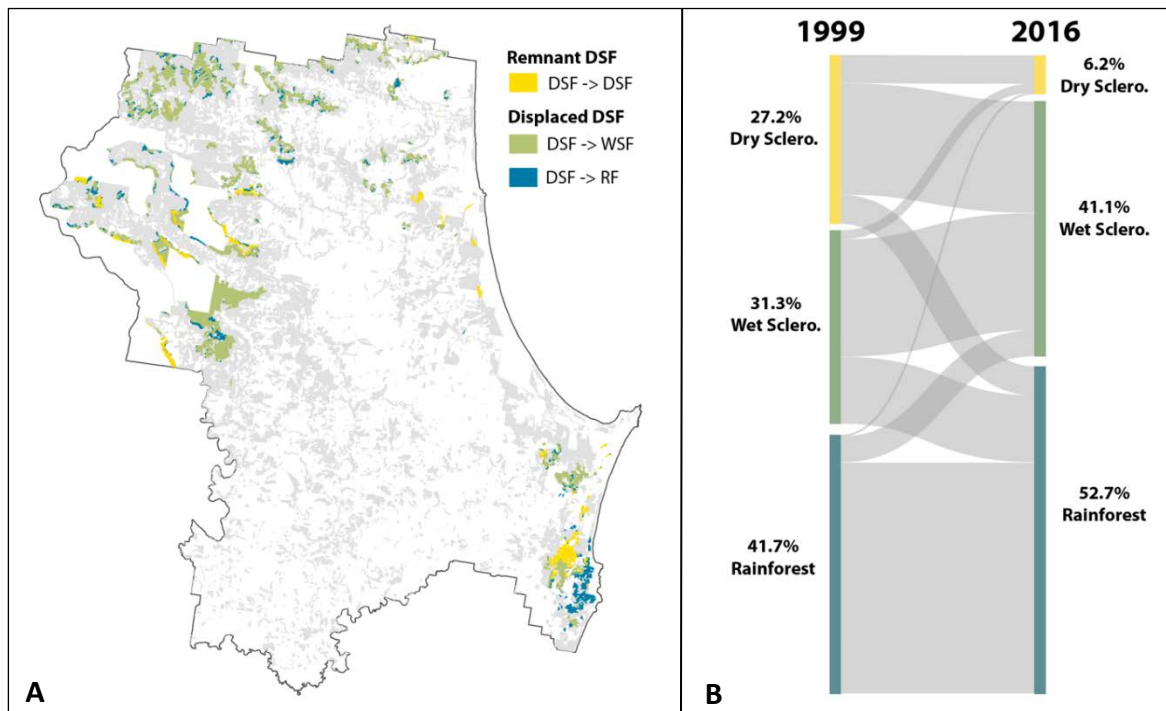 Remnant DSF
DSF -> DSF
Displaced DSF
DSF -> WSF
DSF -> RF
A
1999
2016
27.2%
Dry Sclero.
31.3%
Wet Sclero.
41.7%
Rainforest
6.2%
Dry Sclero.
41.1%
Wet Sclero.
52.7%
Rainforest
B